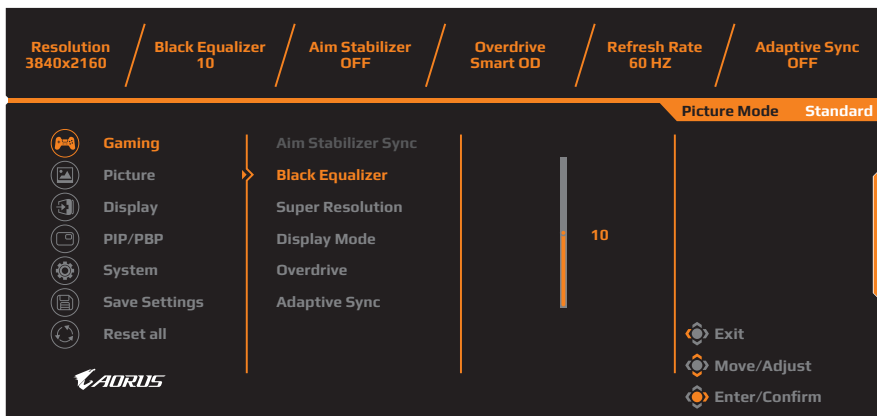 Resolution
3840x2160
Black Equalizer
10
Aim Stabilizer
OFF
Overdrive
Smart OD
Refresh Rate
60 HZ
Adaptive Sync
OFF
Picture Mode Standard
Gaming
Picture
Display
PIP/PBP
System
Save Settings
Reset all
AORUS
Aim Stabilizer Sync
Black Equalizer
Super Resolution
Display Mode
Overdrive
Adaptive Sync
10
Exit
Move/Adjust
Enter/Confirm